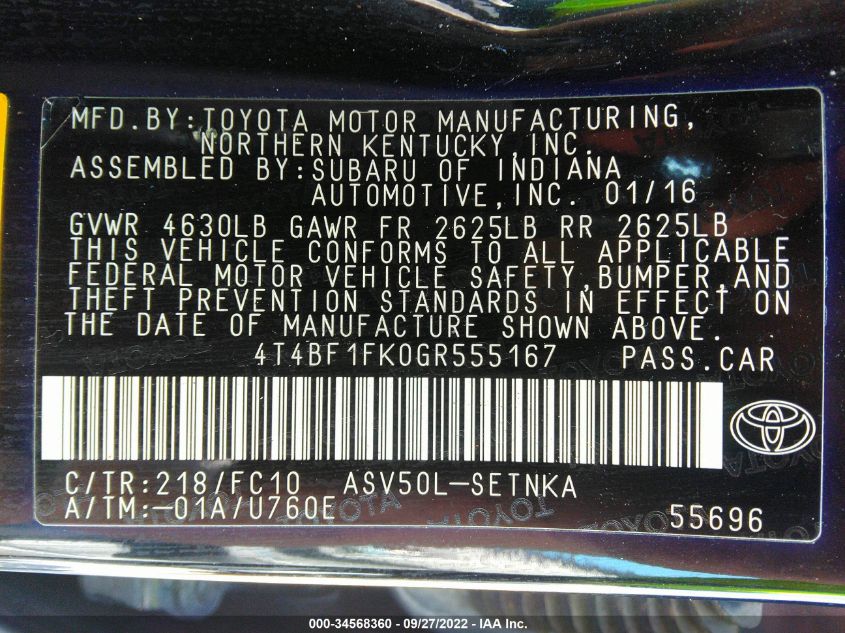 MFD.BY:TOYOTA MOTOR MANUFACTURING,
NORTHERN KENTUCKY,INC.
ASSEMBLED BY:SUBARU OF INDIANA
AUTOMOTIVE,INC. 01/16
GVWR 4630LB GAWR FR 2625LB RR 2625LB
THIS VEHICLE CONFORMS TO ALL APPLICABLE
FEDERAL MOTOR VEHICLE SAFETY,BUMPER,AND
THEFT PREVENTION STANDARDS IN EFFECT ON
THE DATE OF MANUFACTURE SHOWN ABOVE.
4T4BF1FK0GR555167 PASS.CAR
C/TR:218/FC10 ASV50L-SETNKA
A/TM:-01A/U760E
55696
000-34568360 - 09/27/2022 - IAA Inc.